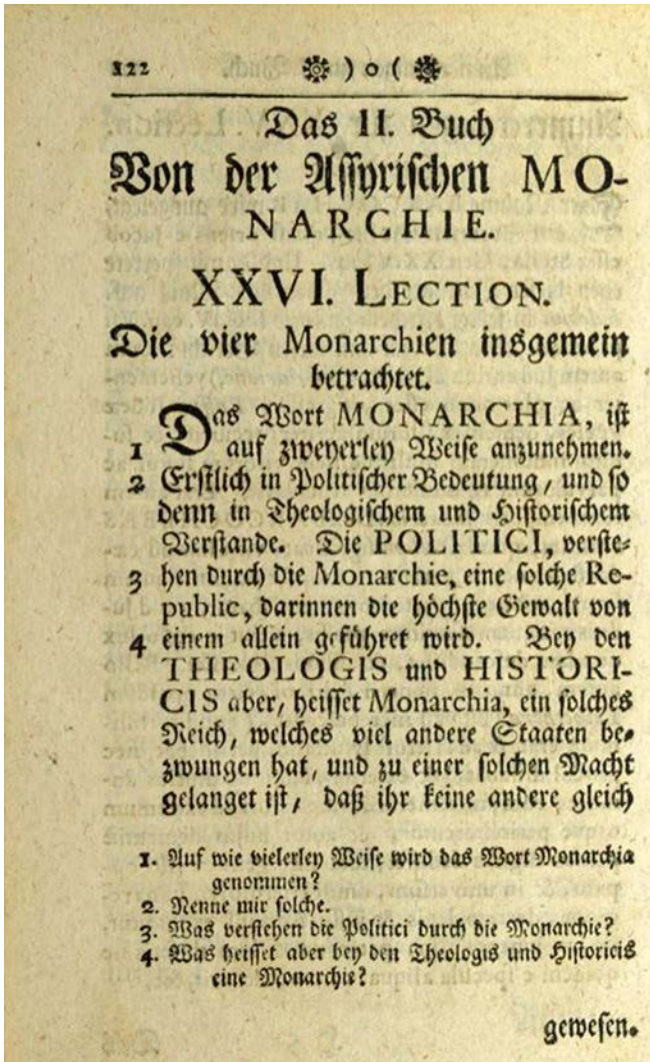 122 ❁ ) o ( ❁
Das II. Buch
Von der Assyrischen MO-
NARCHIE.
XXVI. LECTION.
Die vier Monarchien insgemein
betrachtet.
Das Wort MONARCHIA, ist
1 auf zweyerley Weise anzunehmen.
2 Erstlich in Politischer Bedeutung / und so
denn in Theologischem und Historischem
Verstande. Die POLITICI, verste-
3 hen durch die Monarchie, eine solche Re-
public, darinnen die höchste Gewalt von
4 einem allein geführet wird. Bey den
THEOLOGIS und HISTORI-
CIS aber / heisset Monarchia, ein solches
Reich, welches viel andere Staaten be-
zwungen hat, und zu einer solchen Macht
gelanget ist / daß ihr keine andere gleich
1. Auf wie vielerley Weise wird das Wort Monarchia
genommen?
2. Nenne mir solche.
3. Was verstehen die Politici durch die Monarchie?
4. Was heisset aber bey den Theologis und Historicis
eine Monarchie?
gewesen.